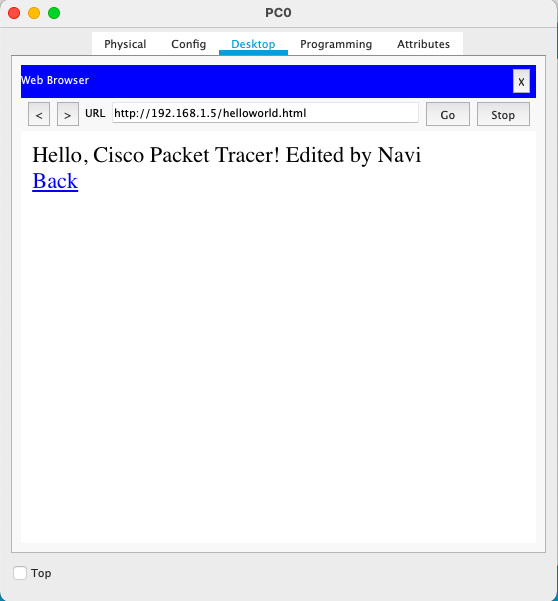 PC0
Physical Config Desktop Programming Attributes
Web Browser X
< > URL http://192.168.1.5/helloworld.html Go Stop
Hello, Cisco Packet Tracer! Edited by Navi
Back
Top